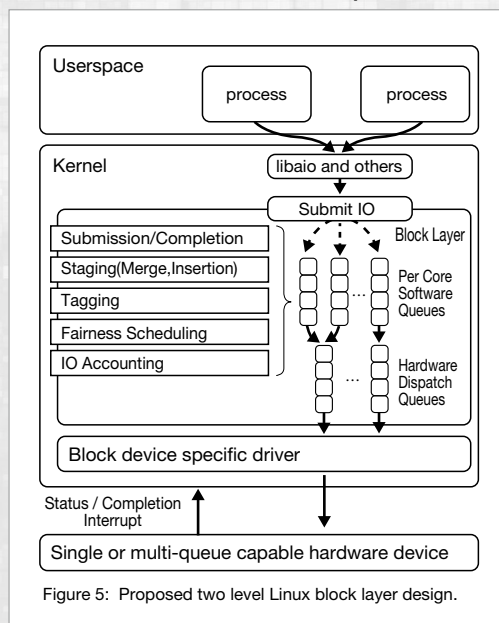 Userspace
process
process
Kernel
libaio and others
Submit IO
Block Layer
Submission/Completion
Staging(Merge,Insertion)
Tagging
Fairness Scheduling
IO Accounting
...
Per Core
Software
Queues
...
Hardware
Dispatch
Queues
Block device specific driver
Status / Completion
Interrupt
Single or multi-queue capable hardware device
Figure 5: Proposed two level Linux block layer design.